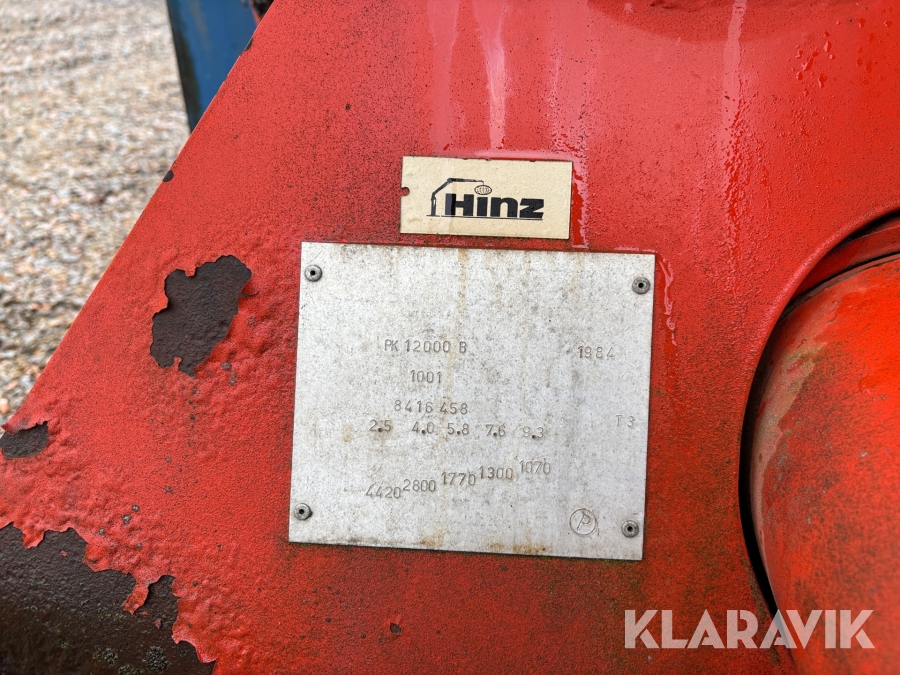 Hinz
PK 12000 B 1984
1001
8416 458
T3
2.5 4.0 5.8 7.6 9.3
4420 2800 1770 1300 1070
P
KLARAVIK